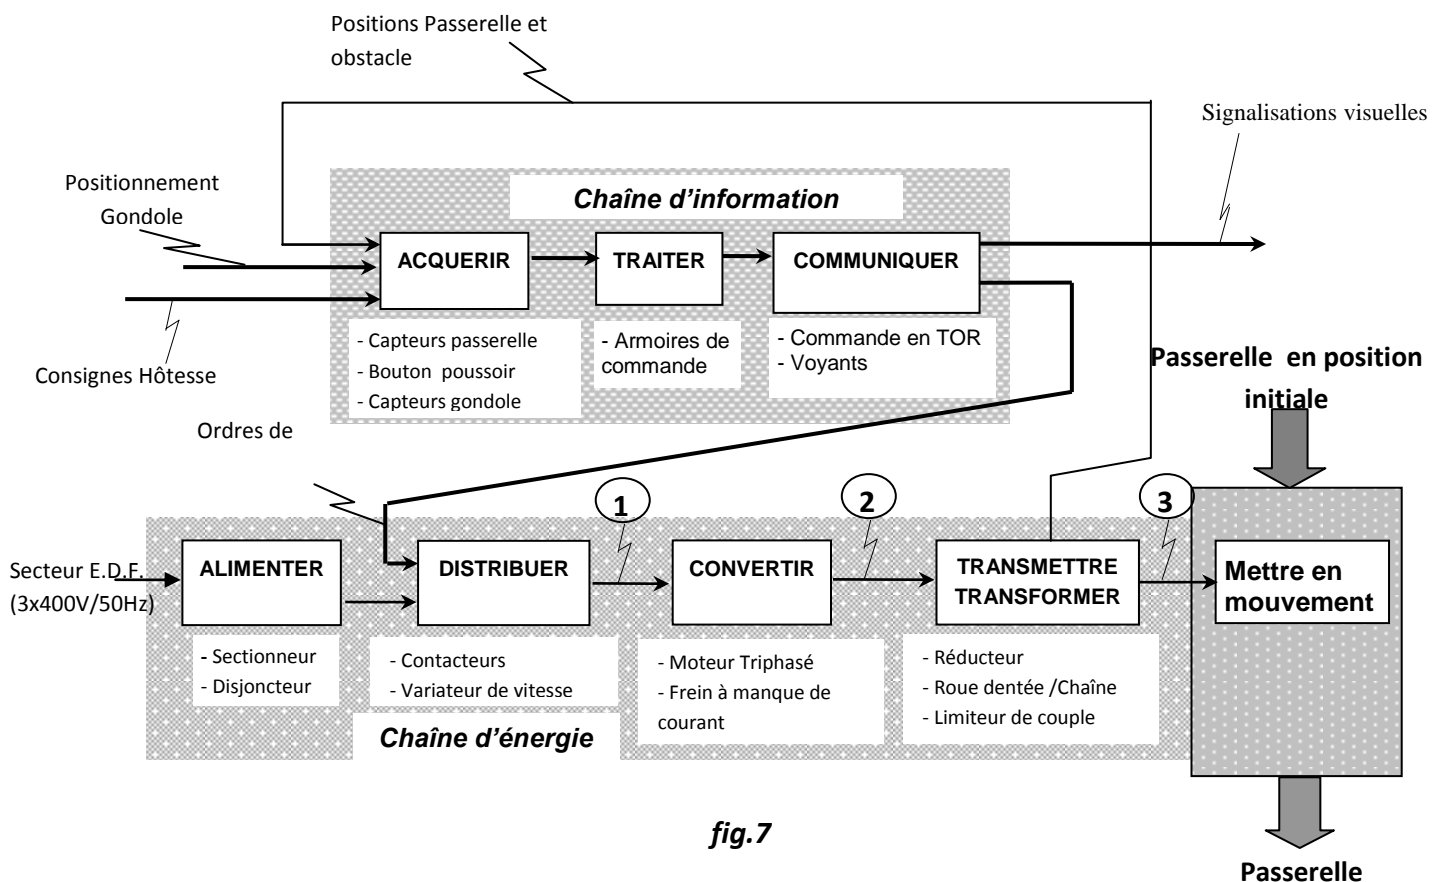 Positions Passerelle et
obstacle
Signalisations visuelles
Positionnement
Gondole
Chaîne d’information
ACQUERIR
TRAITER
COMMUNIQUER
- Capteurs passerelle
- Bouton poussoir
- Capteurs gondole
- Armoires de
commande
- Commande en TOR
- Voyants
Consignes Hôtesse
Passerelle en position
initiale
Ordres de
1
2
3
Secteur E.D.F.
(3x400V/50Hz)
ALIMENTER
DISTRIBUER
CONVERTIR
TRANSMETTRE
TRANSFORMER
Mettre en
mouvement
- Sectionneur
- Disjoncteur
- Contacteurs
- Variateur de vitesse
- Moteur Triphasé
- Frein à manque de
courant
- Réducteur
- Roue dentée /Chaîne
- Limiteur de couple
Chaîne d’énergie
fig.7
Passerelle